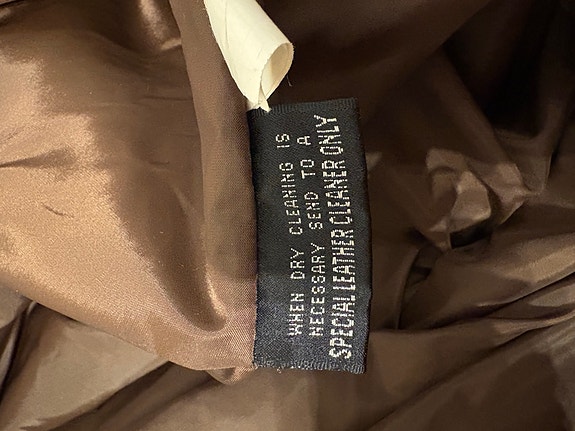 WHEN DRY CLEANING IS
NECESSARY SEND TO A
SPECIAL LEATHER CLEANER ONLY